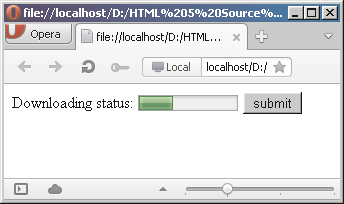 file://localhost/D:/HTML%205%20Source%...
Opera
file://localhost/D:/HTML...
Local localhost/D:/
Downloading status: submit